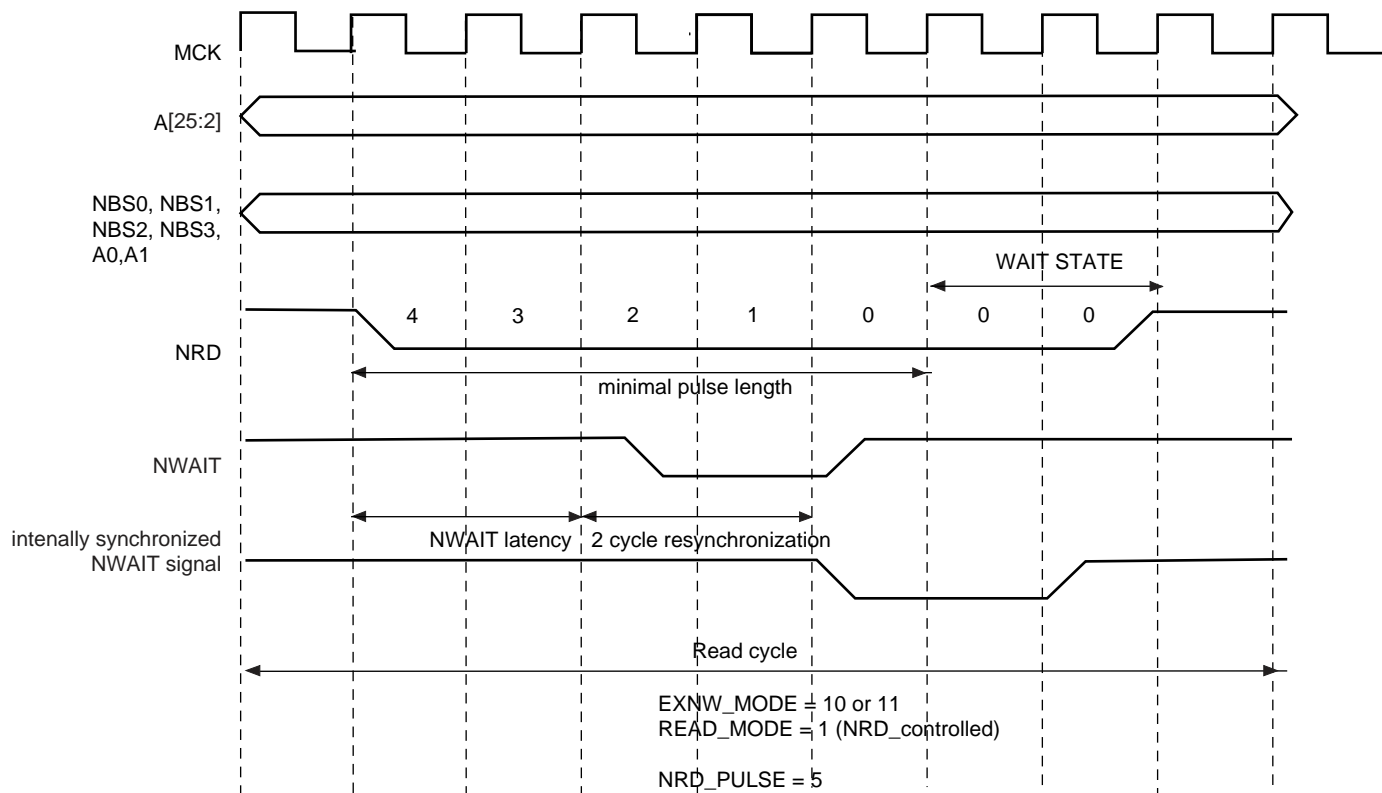 MCK
A[25:2]
NBS0, NBS1,
NBS2, NBS3,
A0,A1
WAIT STATE
4 3 2 1 0 0 0
NRD
minimal pulse length
NWAIT
intenally synchronized
NWAIT signal
NWAIT latency 2 cycle resynchronization
Read cycle
EXNW_MODE = 10 or 11
READ_MODE = 1 (NRD_controlled)
NRD_PULSE = 5